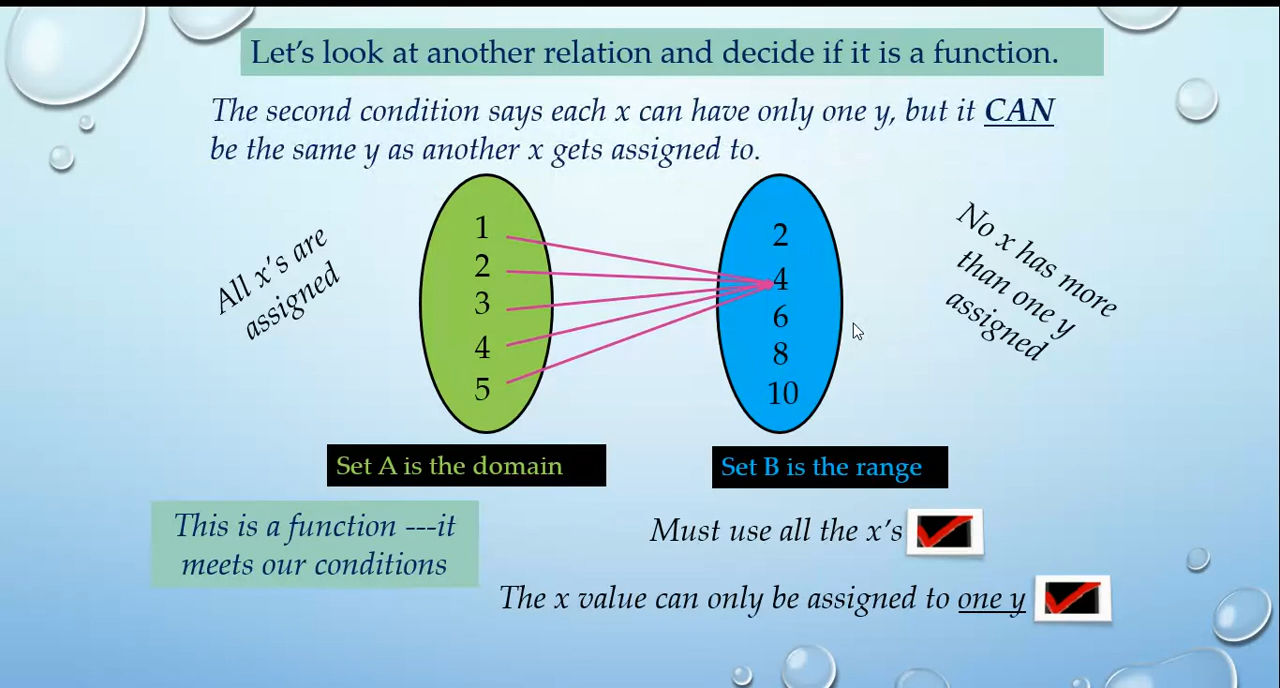 Let's look at another relation and decide if it is a function.
The second condition says each x can have only one y, but it CAN
be the same y as another x gets assigned to.
All x's are
assigned
1
2
3
4
5
2
4
6
8
10
No x has more
than one y
assigned
Set A is the domain
Set B is the range
This is a function ---it
meets our conditions
Must use all the x's
The x value can only be assigned to one y